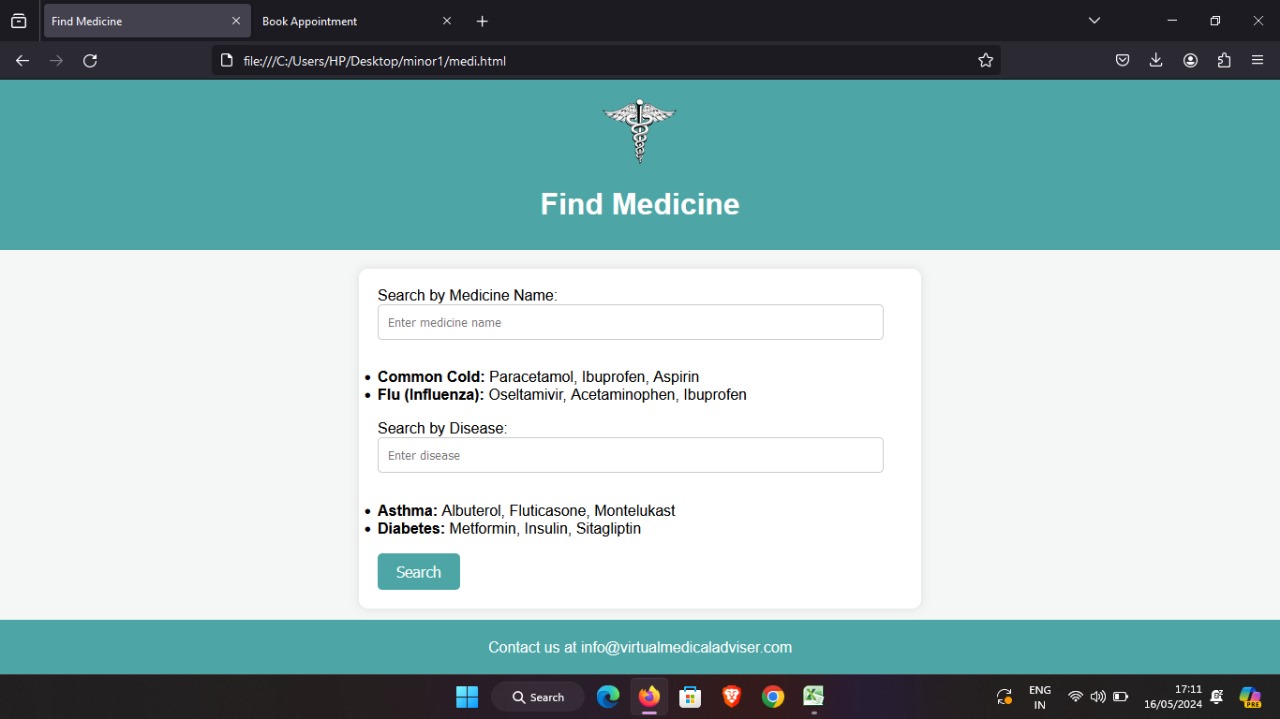 Find Medicine
Book Appointment
file:///C:/Users/HP/Desktop/minor1/medi.html
Find Medicine
Search by Medicine Name:
Enter medicine name
Common Cold: Paracetamol, Ibuprofen, Aspirin
Flu (Influenza): Oseltamivir, Acetaminophen, Ibuprofen
Search by Disease:
Enter disease
Asthma: Albuterol, Fluticasone, Montelukast
Diabetes: Metformin, Insulin, Sitagliptin
Search
Contact us at info@virtualmedicaladviser.com
Search
ENG
IN
17:11
16/05/2024
PRE